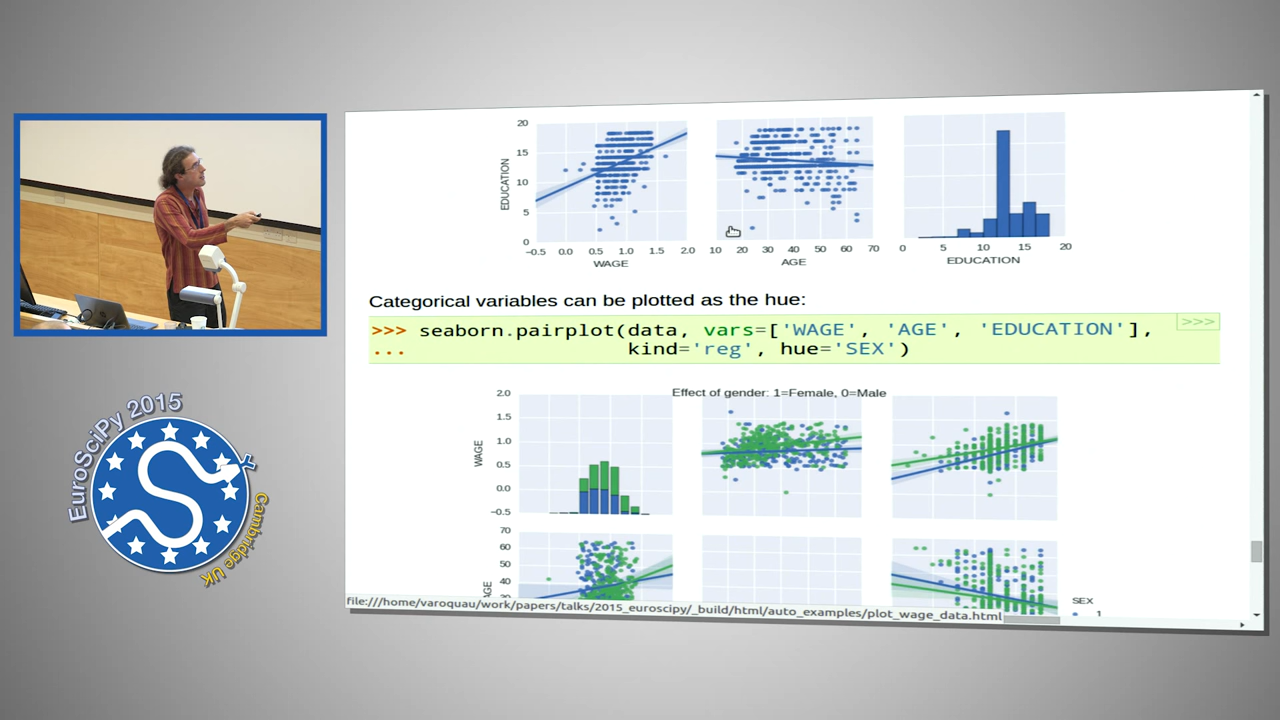 20
15
10
5
0
EDUCATION
−0.5 0.0 0.5 1.0 1.5 2.0
WAGE
10 20 30 40 50 60 70
AGE
0 5 10 15 20
EDUCATION
Categorical variables can be plotted as the hue:
>>> seaborn.pairplot(data, vars=['WAGE', 'AGE', 'EDUCATION'],
... kind='reg', hue='SEX')
>>>
Effect of gender: 1=Female, 0=Male
2.0
1.5
1.0
0.5
0.0
−0.5
WAGE
70
60
50
40
30
AGE
SEX
1
file:///home/varoquau/work/papers/talks/2015_euroscipy/_build/html/auto_examples/plot_wage_data.html
EuroSciPy 2015
Cambridge UK